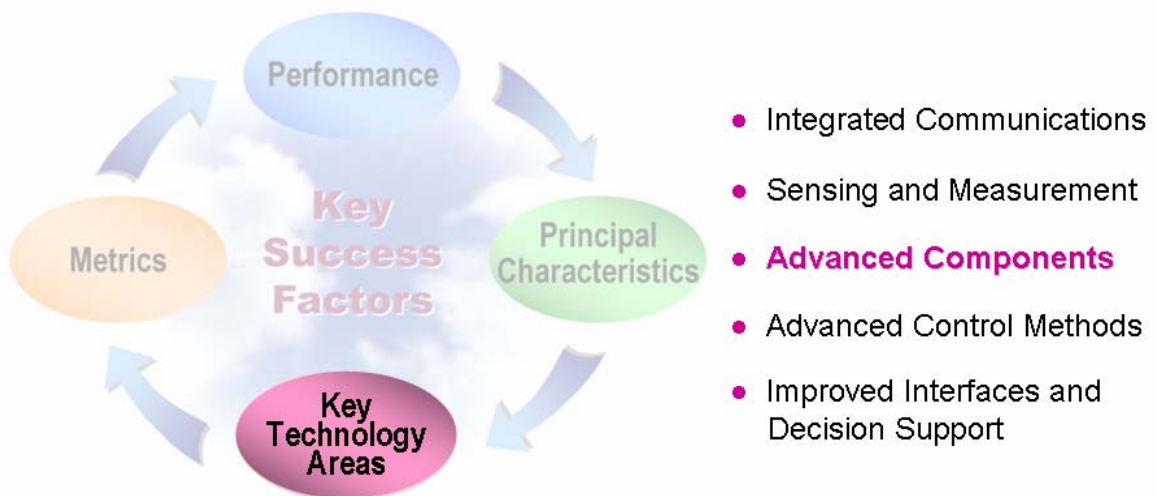 Performance
Metrics
Key
Success
Factors
Principal
Characteristics
Key
Technology
Areas
● Integrated Communications
● Sensing and Measurement
● Advanced Components
● Advanced Control Methods
● Improved Interfaces and
Decision Support